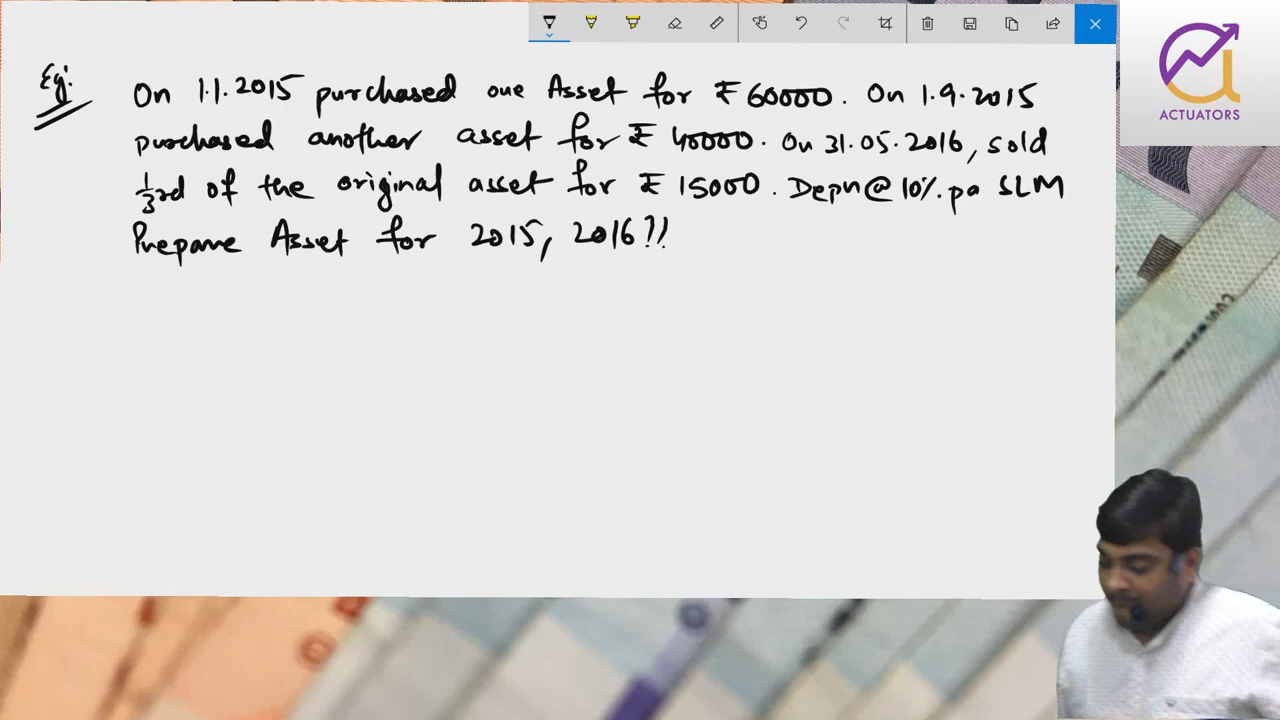 Eg:
On 1.1.2015 purchased one Asset for ₹ 60000. On 1.9.2015
purchased another asset for ₹ 40000. On 31.05.2016, sold
1/3rd of the original asset for ₹ 15000. Depn @ 10%. pa SLM
Prepare Asset for 2015, 2016??
ACTUATORS